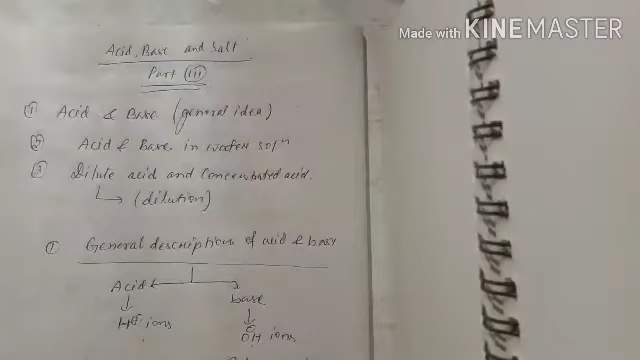 Made with KINEMASTER
Acid, Base and Salt
Part (III)
① Acid & Base (general idea)
② Acid & Base in water solⁿ
③ Dilute acid and concentrated acid.
↳ (dilution)
① General description of acid & base
Acid base
↓ ↓
H⊕ ions ⊖OH ions